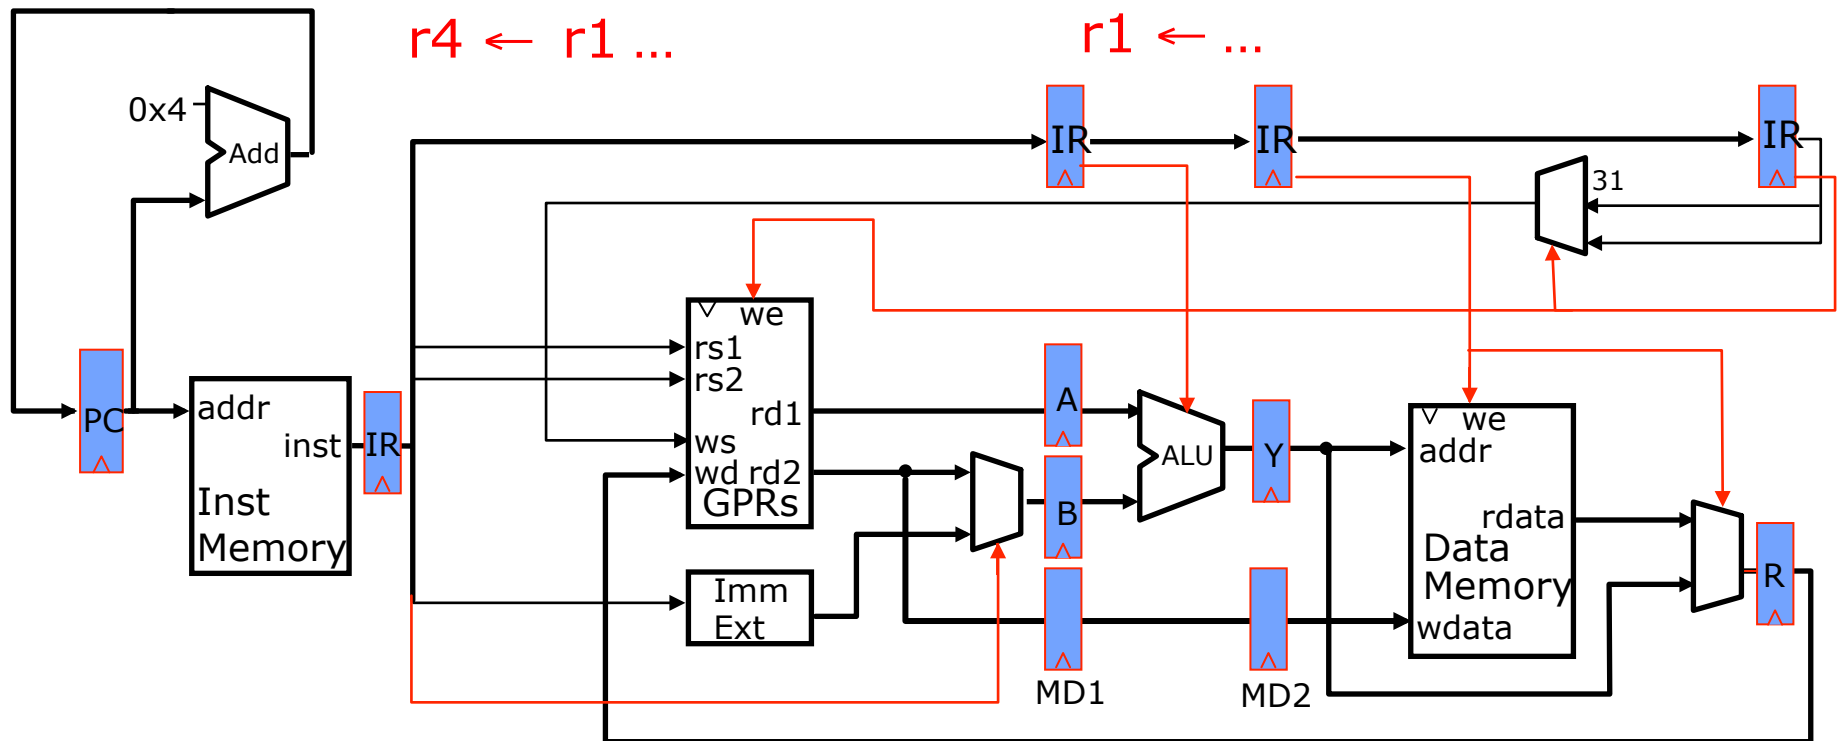 r4 ← r1 ...
r1 ← ...
0x4
Add
IR
IR
IR
31
we
rs1
rs2
rd1
ws
wd rd2
GPRs
PC
addr
inst
Inst
Memory
IR
A
B
ALU
Y
we
addr
rdata
Data
Memory
wdata
R
Imm
Ext
MD1
MD2